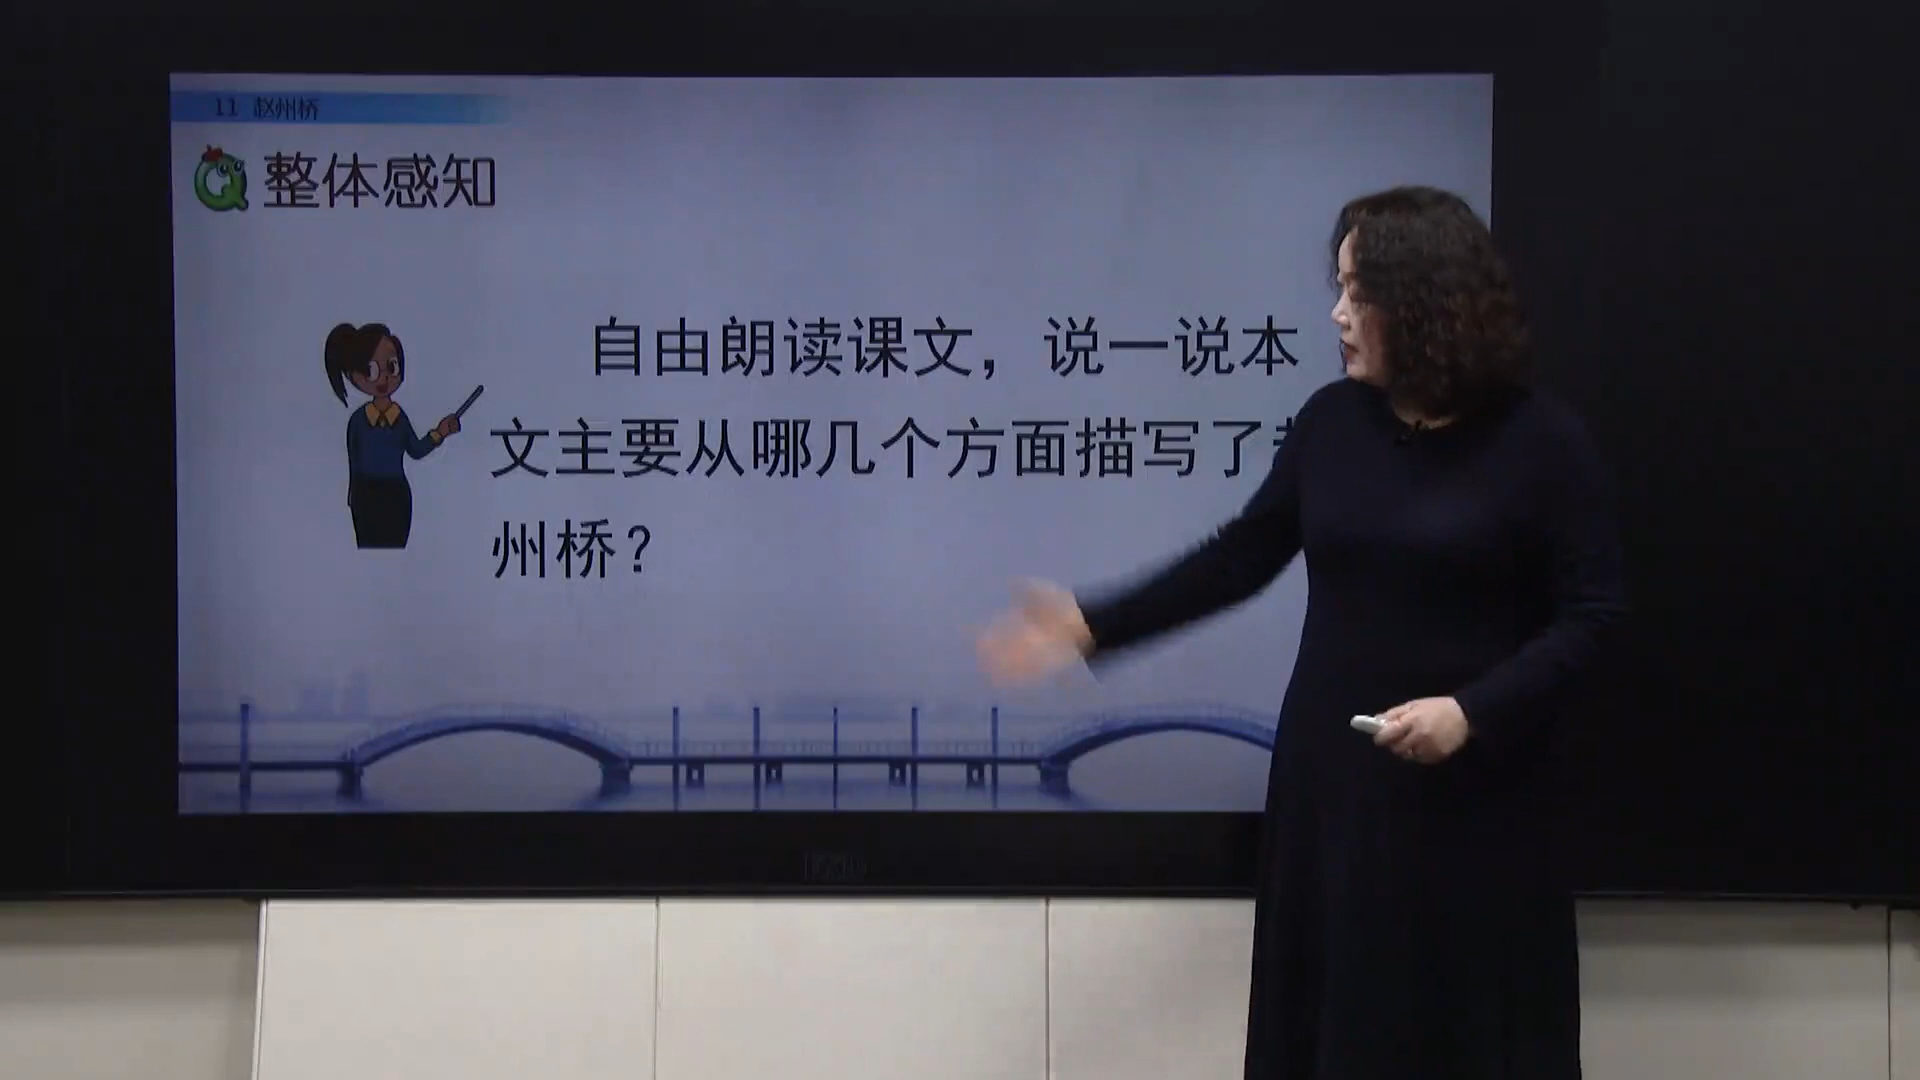 11 赵州桥
整体感知
自由朗读课文，说一说本
文主要从哪几个方面描写了
州桥？